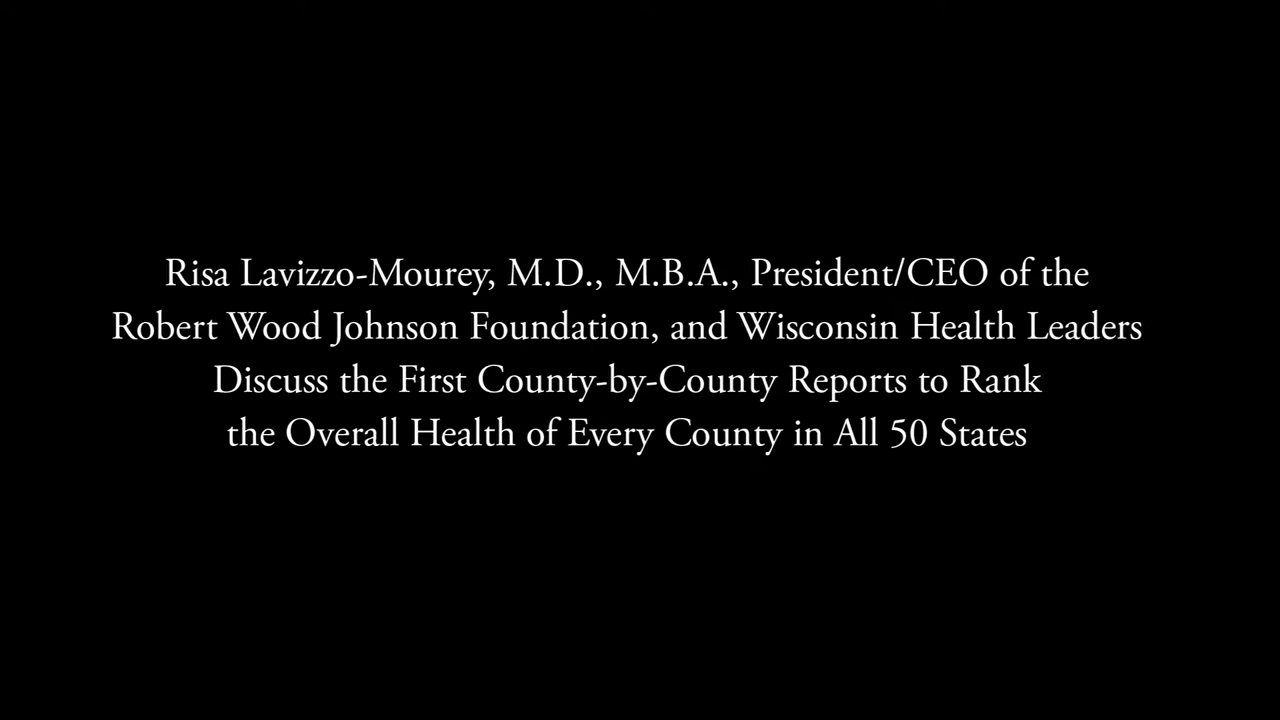 Risa Lavizzo-Mourey, M.D., M.B.A., President/CEO of the
Robert Wood Johnson Foundation, and Wisconsin Health Leaders
Discuss the First County-by-County Reports to Rank
the Overall Health of Every County in All 50 States